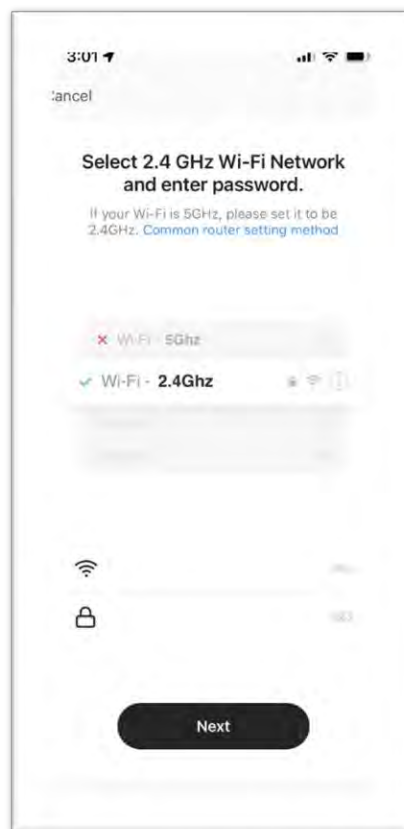 3:01
:ancel
Select 2.4 GHz Wi-Fi Network
and enter password.
If your Wi-Fi is 5GHz, please set it to be
2.4GHz. Common router setting method
Wi-Fi - 5Ghz
Wi-Fi - 2.4Ghz
Next